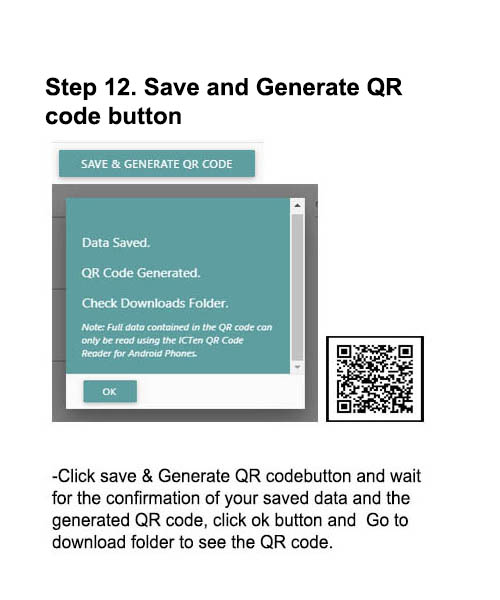 Step 12. Save and Generate QR
code button
SAVE & GENERATE QR CODE
Data Saved.
QR Code Generated.
Check Downloads Folder.
Note: Full data contained in the QR code can
only be read using the ICTen QR Code
Reader for Android Phones.
OK
-Click save & Generate QR codebutton and wait
for the confirmation of your saved data and the
generated QR code, click ok button and  Go to
download folder to see the QR code.